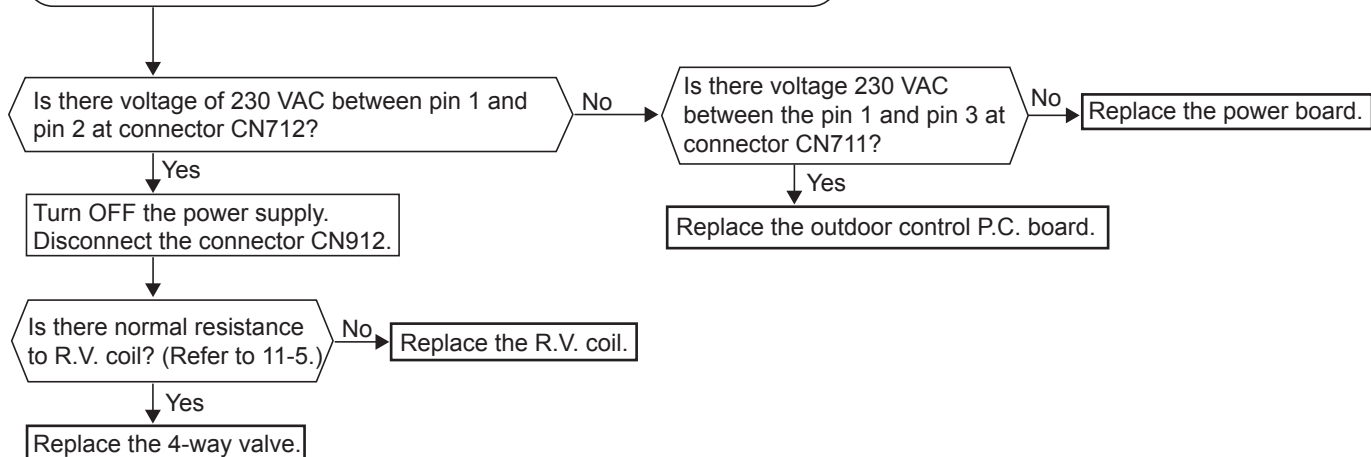 Is there voltage of 230 VAC between pin 1 and
pin 2 at connector CN712?
No
Is there voltage 230 VAC
between the pin 1 and pin 3 at
connector CN711?
No
Replace the power board.
Yes
Replace the outdoor control P.C. board.
Yes
Turn OFF the power supply.
Disconnect the connector CN912.
Is there normal resistance
to R.V. coil? (Refer to 11-5.)
No
Replace the R.V. coil.
Yes
Replace the 4-way valve.